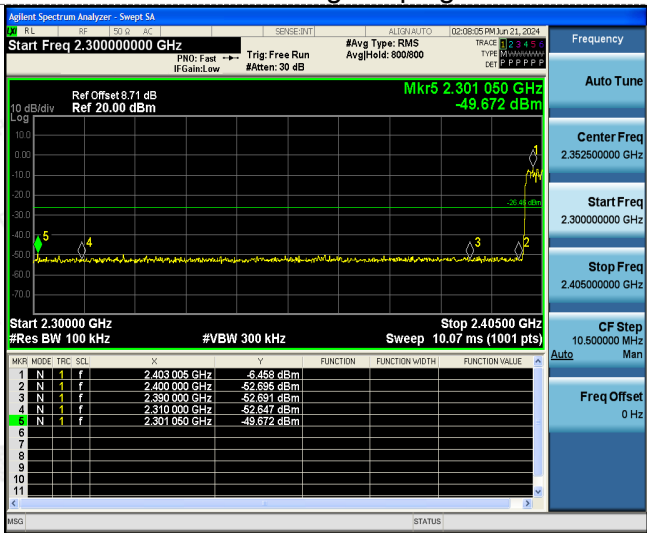 Agilent Spectrum Analyzer - Swept SA
RL RF 50 Ω AC SENSE:INT ALIGN AUTO 02:08:05 PM Jun 21, 2024
Start Freq 2.300000000 GHz
PNO: Fast
IFGain:Low
Trig: Free Run
#Atten: 30 dB
#Avg Type: RMS
Avg|Hold: 800/800
TRACE 1 2 3 4 5 6
TYPE MWWWWW
DET P P P P P P
Frequency
Auto Tune
Center Freq
2.352500000 GHz
Start Freq
2.300000000 GHz
Stop Freq
2.405000000 GHz
CF Step
10.500000 MHz
Auto Man
Freq Offset
0 Hz
Mkr5 2.301 050 GHz
-49.672 dBm
Ref Offset 8.71 dB
10 dB/div Ref 20.00 dBm
Log
10.0
0.00
-10.0
-20.0
-30.0
-40.0
-50.0
-60.0
-70.0
1
-26.46 dBm
5
4
3
2
Start 2.30000 GHz Stop 2.40500 GHz
#Res BW 100 kHz #VBW 300 kHz Sweep 10.07 ms (1001 pts)
MKR MODE TRC SCL X Y FUNCTION FUNCTION WIDTH FUNCTION VALUE
1 N 1 f 2.403 005 GHz -6.458 dBm
2 N 1 f 2.400 000 GHz -52.695 dBm
3 N 1 f 2.390 000 GHz -52.691 dBm
4 N 1 f 2.310 000 GHz -52.647 dBm
5 N 1 f 2.301 050 GHz -49.672 dBm
6
7
8
9
10
11
MSG STATUS